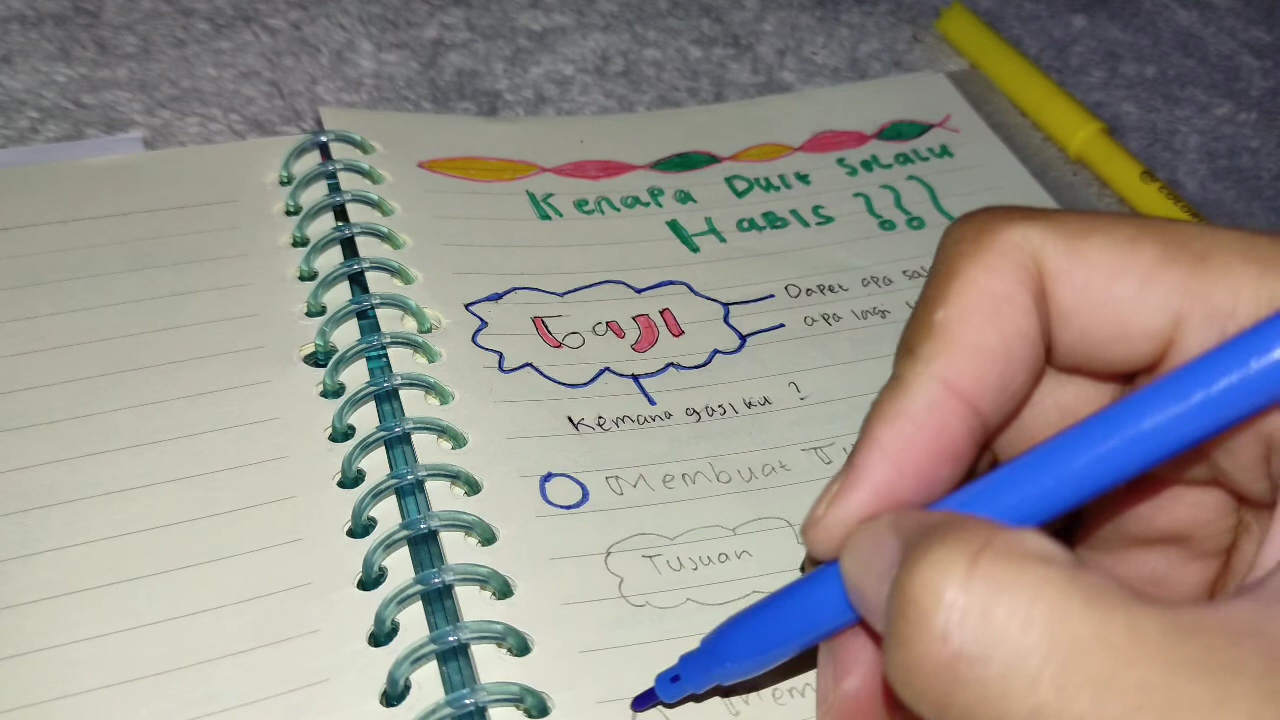 Kenapa Duit Selalu
Habis ???
Gaji
Dapet apa
apa lagi
Kemana gajiku ?
Membuat
Tujuan